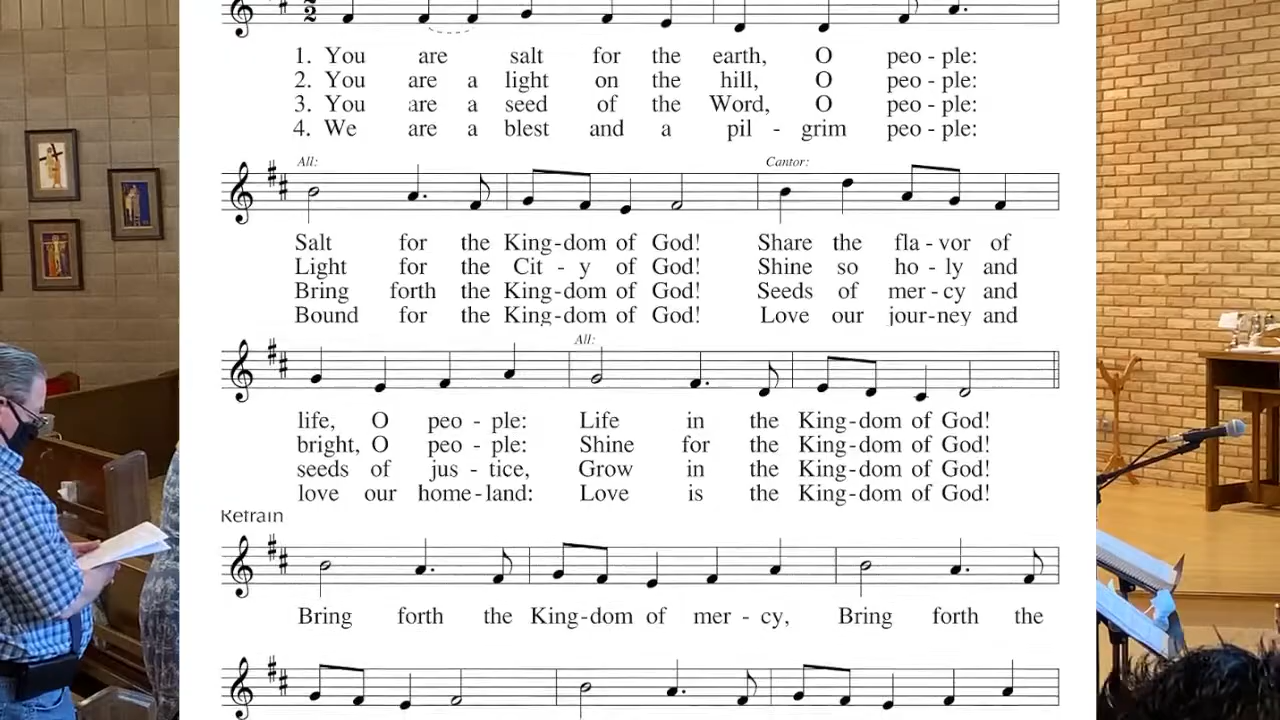 1. You are salt for the earth, O peo - ple:
2. You are a light on the hill, O peo - ple:
3. You are a seed of the Word, O peo - ple:
4. We are a blest and a pil - grim peo - ple:
All: Cantor:
Salt for the King-dom of God! Share the fla - vor of
Light for the Cit - y of God! Shine so ho - ly and
Bring forth the King-dom of God! Seeds of mer - cy and
Bound for the King-dom of God! Love our jour-ney and
All:
life, O peo - ple: Life in the King-dom of God!
bright, O peo - ple: Shine for the King-dom of God!
seeds of jus - tice, Grow in the King-dom of God!
love our home-land: Love is the King-dom of God!
Refrain
Bring forth the King-dom of mer - cy, Bring forth the